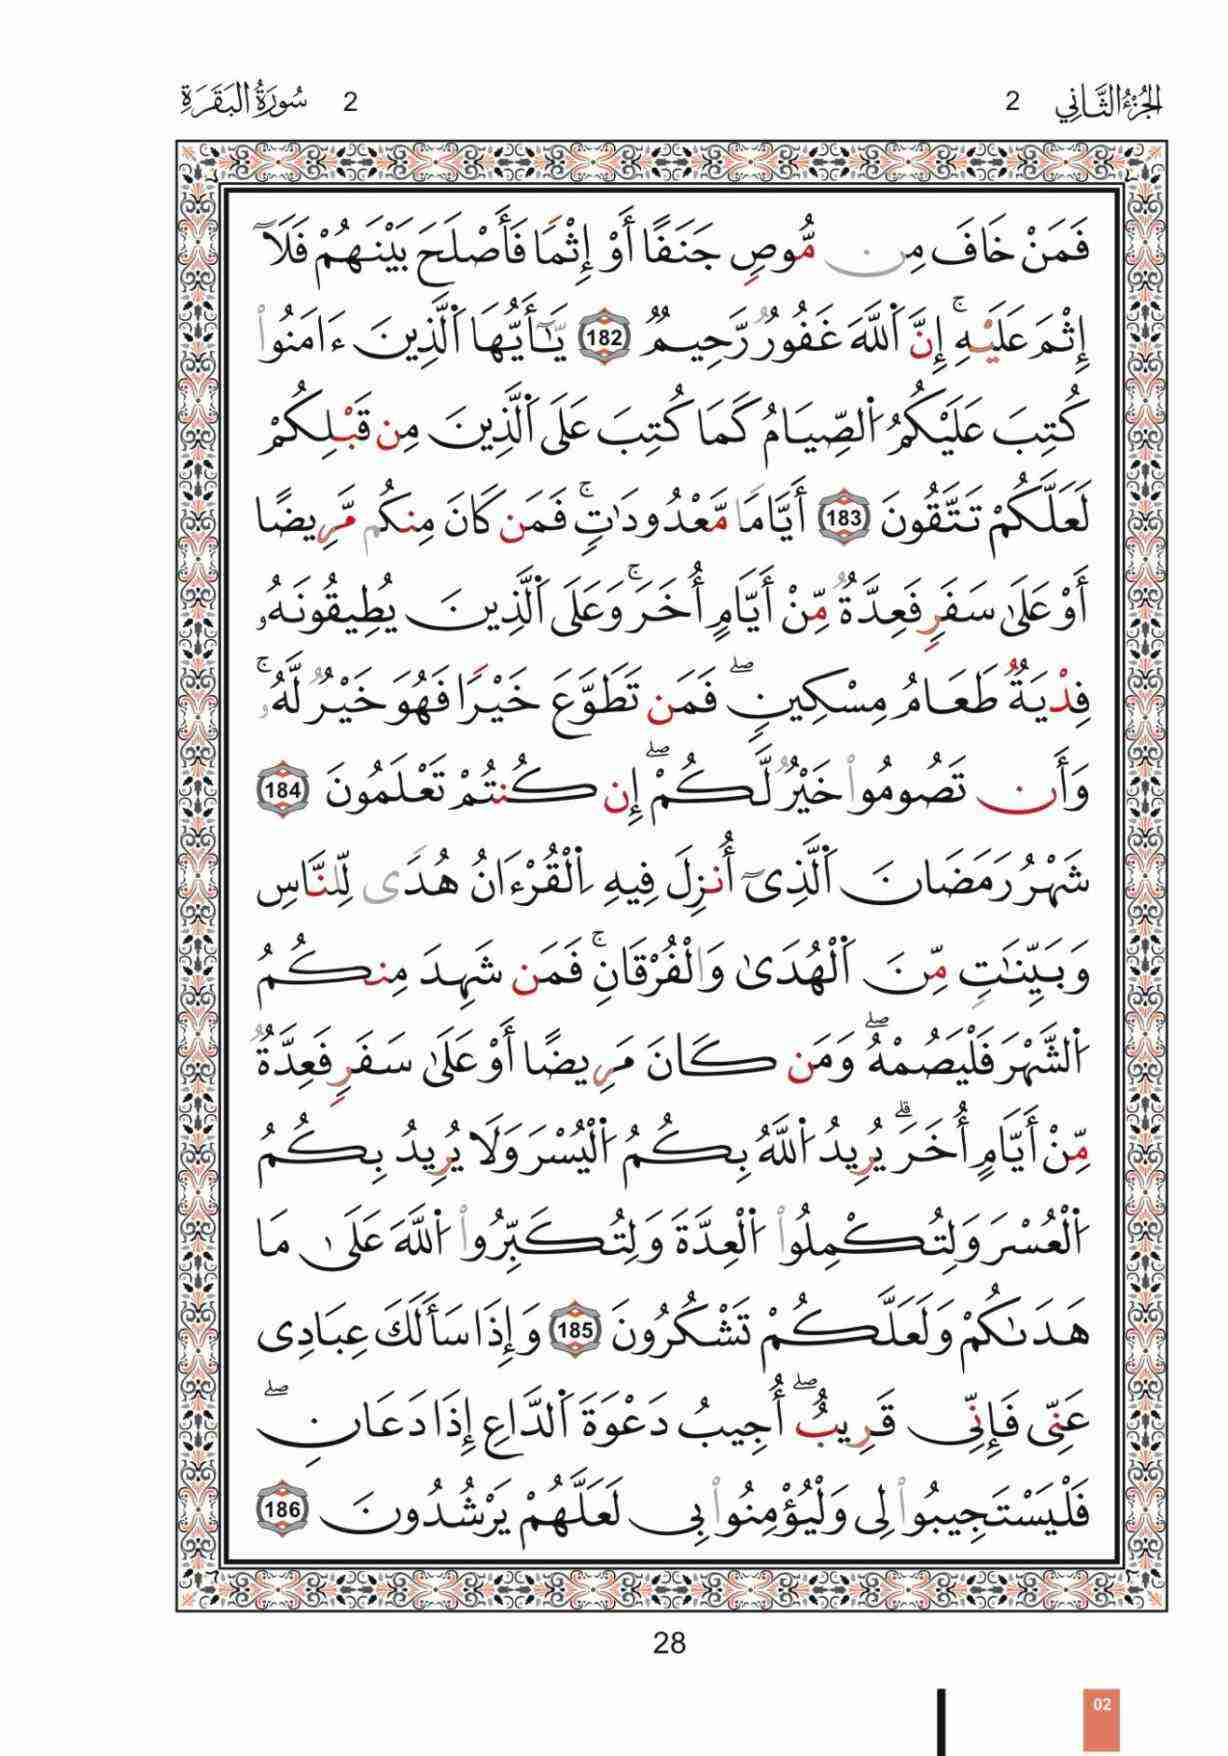 الجُزْءُ الثَّانِي 2
2 سُورَةُ البَقَرَةِ
فَمَنْ خَافَ مِن مُّوصٍ جَنَفًا أَوْ إِثْمًا فَأَصْلَحَ بَيْنَهُمْ فَلَآ
إِثْمَ عَلَيْهِ ۚ إِنَّ ٱللَّهَ غَفُورٌ رَّحِيمٌ 182 يَـٰٓأَيُّهَا ٱلَّذِينَ ءَامَنُوا۟
كُتِبَ عَلَيْكُمُ ٱلصِّيَامُ كَمَا كُتِبَ عَلَى ٱلَّذِينَ مِن قَبْلِكُمْ
لَعَلَّكُمْ تَتَّقُونَ 183 أَيَّامًا مَّعْدُودَٰتٍ ۚ فَمَن كَانَ مِنكُم مَّرِيضًا
أَوْ عَلَىٰ سَفَرٍ فَعِدَّةٌ مِّنْ أَيَّامٍ أُخَرَ ۚ وَعَلَى ٱلَّذِينَ يُطِيقُونَهُۥ
فِدْيَةٌ طَعَامُ مِسْكِينٍ ۖ فَمَن تَطَوَّعَ خَيْرًا فَهُوَ خَيْرٌ لَّهُۥ ۚ
وَأَن تَصُومُوا۟ خَيْرٌ لَّكُمْ ۖ إِن كُنتُمْ تَعْلَمُونَ 184
شَهْرُ رَمَضَانَ ٱلَّذِىٓ أُنزِلَ فِيهِ ٱلْقُرْءَانُ هُدًى لِّلنَّاسِ
وَبَيِّنَـٰتٍ مِّنَ ٱلْهُدَىٰ وَٱلْفُرْقَانِ ۚ فَمَن شَهِدَ مِنكُمُ
ٱلشَّهْرَ فَلْيَصُمْهُ ۖ وَمَن كَانَ مَرِيضًا أَوْ عَلَىٰ سَفَرٍ فَعِدَّةٌ
مِّنْ أَيَّامٍ أُخَرَ ۗ يُرِيدُ ٱللَّهُ بِكُمُ ٱلْيُسْرَ وَلَا يُرِيدُ بِكُمُ
ٱلْعُسْرَ وَلِتُكْمِلُوا۟ ٱلْعِدَّةَ وَلِتُكَبِّرُوا۟ ٱللَّهَ عَلَىٰ مَا
هَدَىٰكُمْ وَلَعَلَّكُمْ تَشْكُرُونَ 185 وَإِذَا سَأَلَكَ عِبَادِى
عَنِّى فَإِنِّى قَرِيبٌ ۖ أُجِيبُ دَعْوَةَ ٱلدَّاعِ إِذَا دَعَانِ ۖ
فَلْيَسْتَجِيبُوا۟ لِى وَلْيُؤْمِنُوا۟ بِى لَعَلَّهُمْ يَرْشُدُونَ 186
28
02